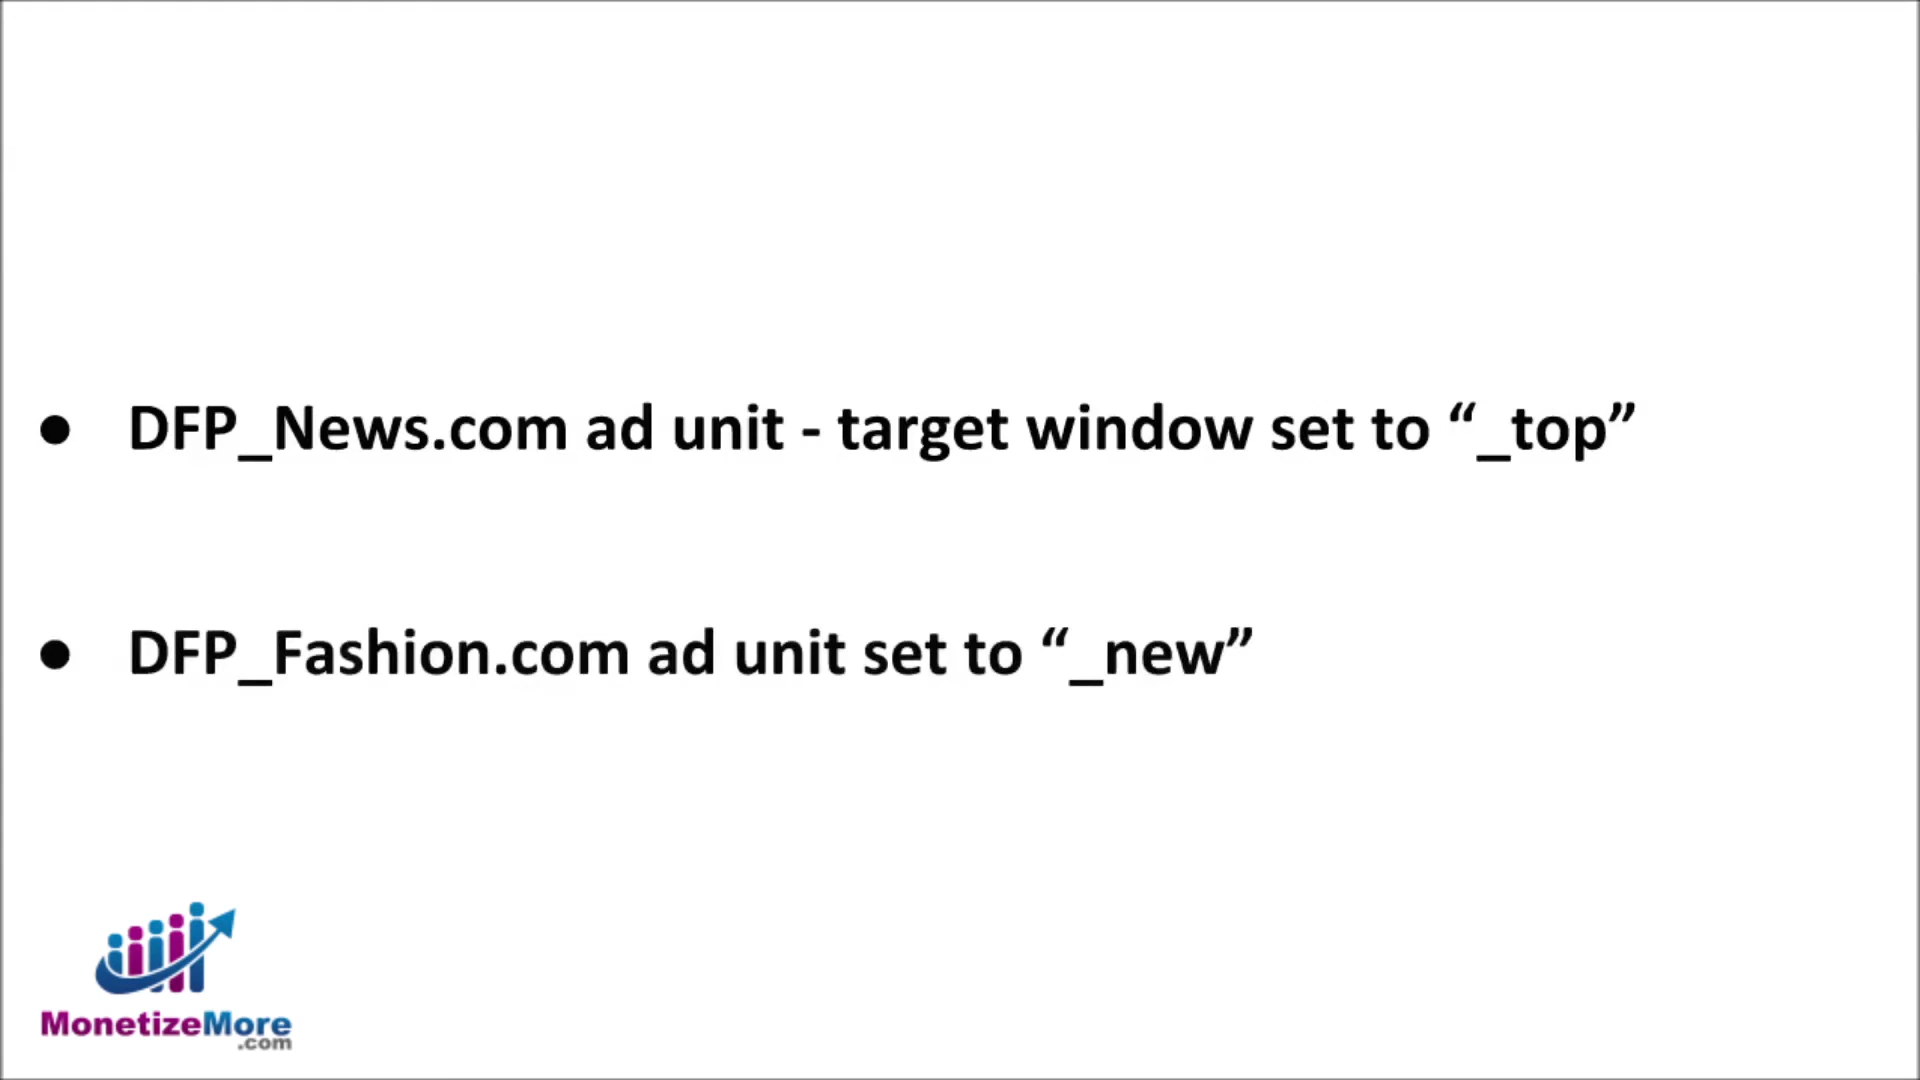 ● DFP_News.com ad unit - target window set to “_top”
● DFP_Fashion.com ad unit set to “_new”
MonetizeMore
.com